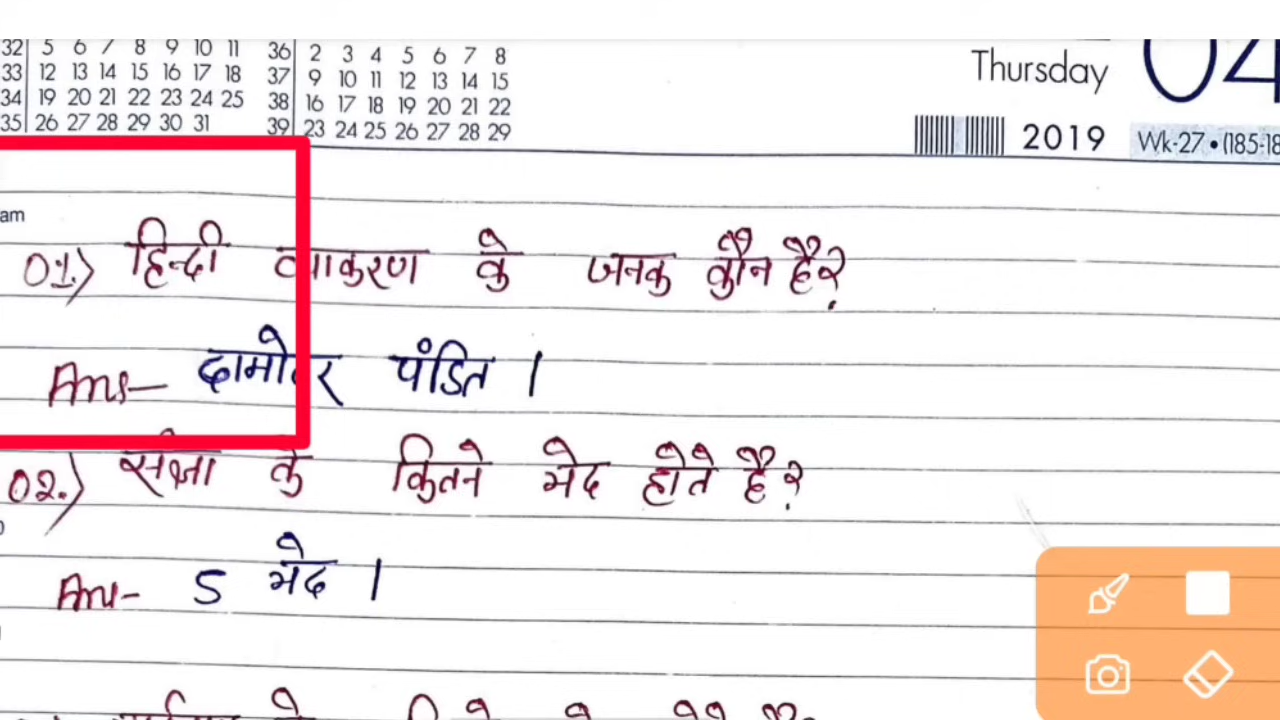 32 5 6 7 8 9 10 11 36 2 3 4 5 6 7 8
33 12 13 14 15 16 17 18 37 9 10 11 12 13 14 15
34 19 20 21 22 23 24 25 38 16 17 18 19 20 21 22
35 26 27 28 29 30 31 39 23 24 25 26 27 28 29
Thursday 04
2019 Wk-27 • (185-18
am
01.) हिन्दी व्याकरण के जनक कौन है?
Ans- दामोदर पंडित ।
02.) संज्ञा के कितने भेद होते है?
Ans- 5 भेद ।